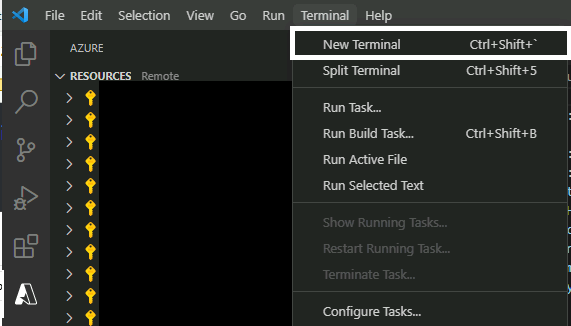 File Edit Selection View Go Run Terminal Help
AZURE
RESOURCES Remote
New Terminal Ctrl+Shift+`
Split Terminal Ctrl+Shift+5
Run Task...
Run Build Task... Ctrl+Shift+B
Run Active File
Run Selected Text
Show Running Tasks...
Restart Running Task...
Terminate Task...
Configure Tasks...